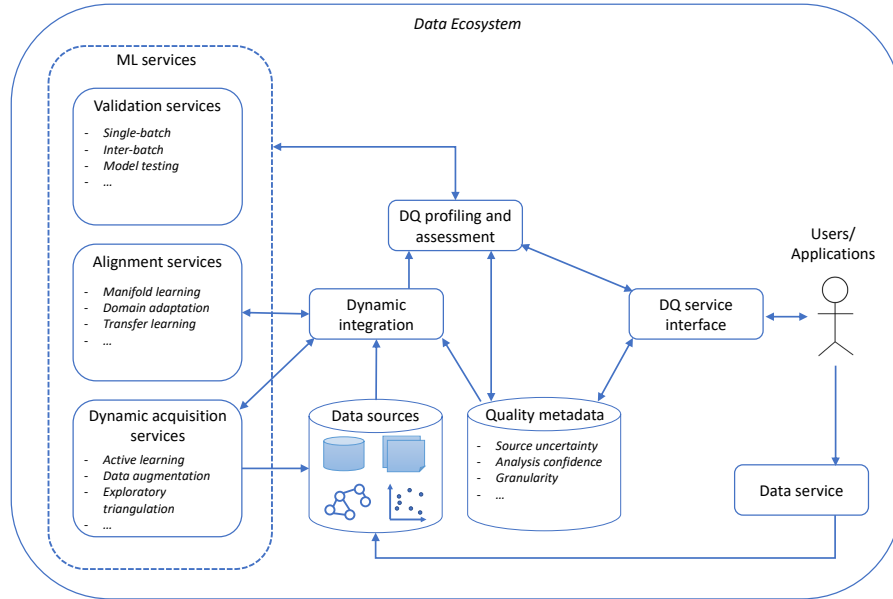 Data Ecosystem
ML services
Validation services
- Single-batch
- Inter-batch
- Model testing
- ...
Alignment services
- Manifold learning
- Domain adaptation
- Transfer learning
- ...
Dynamic acquisition
services
- Active learning
- Data augmentation
- Exploratory
triangulation
- ...
DQ profiling and
assessment
Dynamic
integration
Data sources
Quality metadata
- Source uncertainty
- Analysis confidence
- Granularity
- ...
DQ service
interface
Users/
Applications
Data service